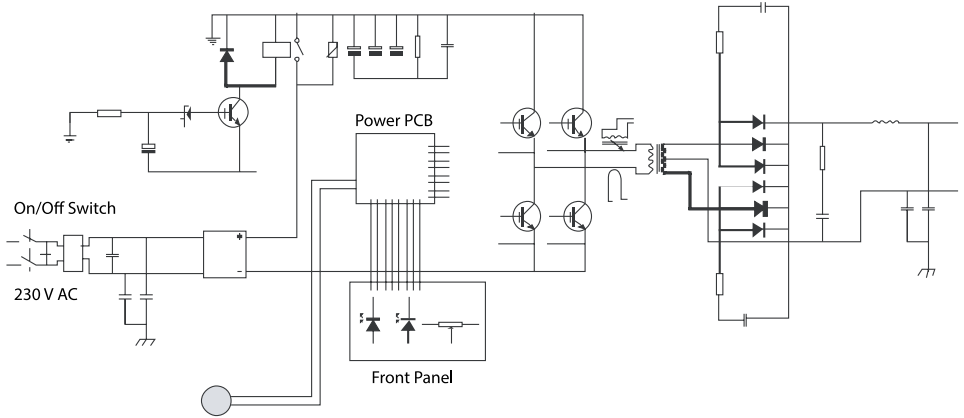 Power PCB
On/Off Switch
+
-
230 V AC
Front Panel